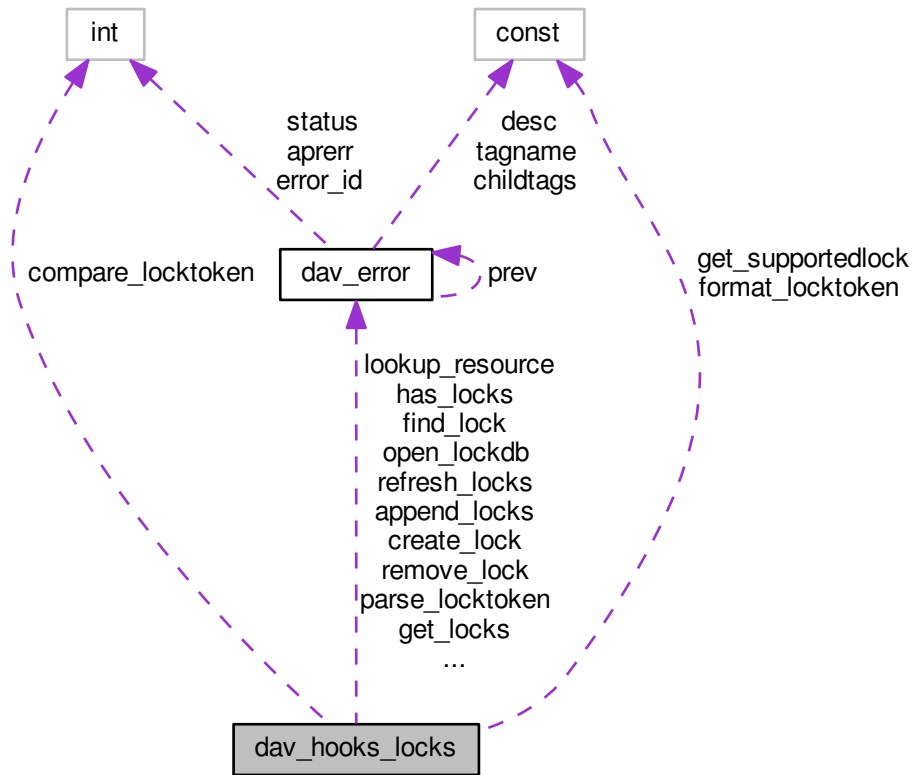 int
const
status
aprerr
error_id
desc
tagname
childtags
compare_locktoken
dav_error
prev
get_supportedlock
format_locktoken
lookup_resource
has_locks
find_lock
open_lockdb
refresh_locks
append_locks
create_lock
remove_lock
parse_locktoken
get_locks
...
dav_hooks_locks